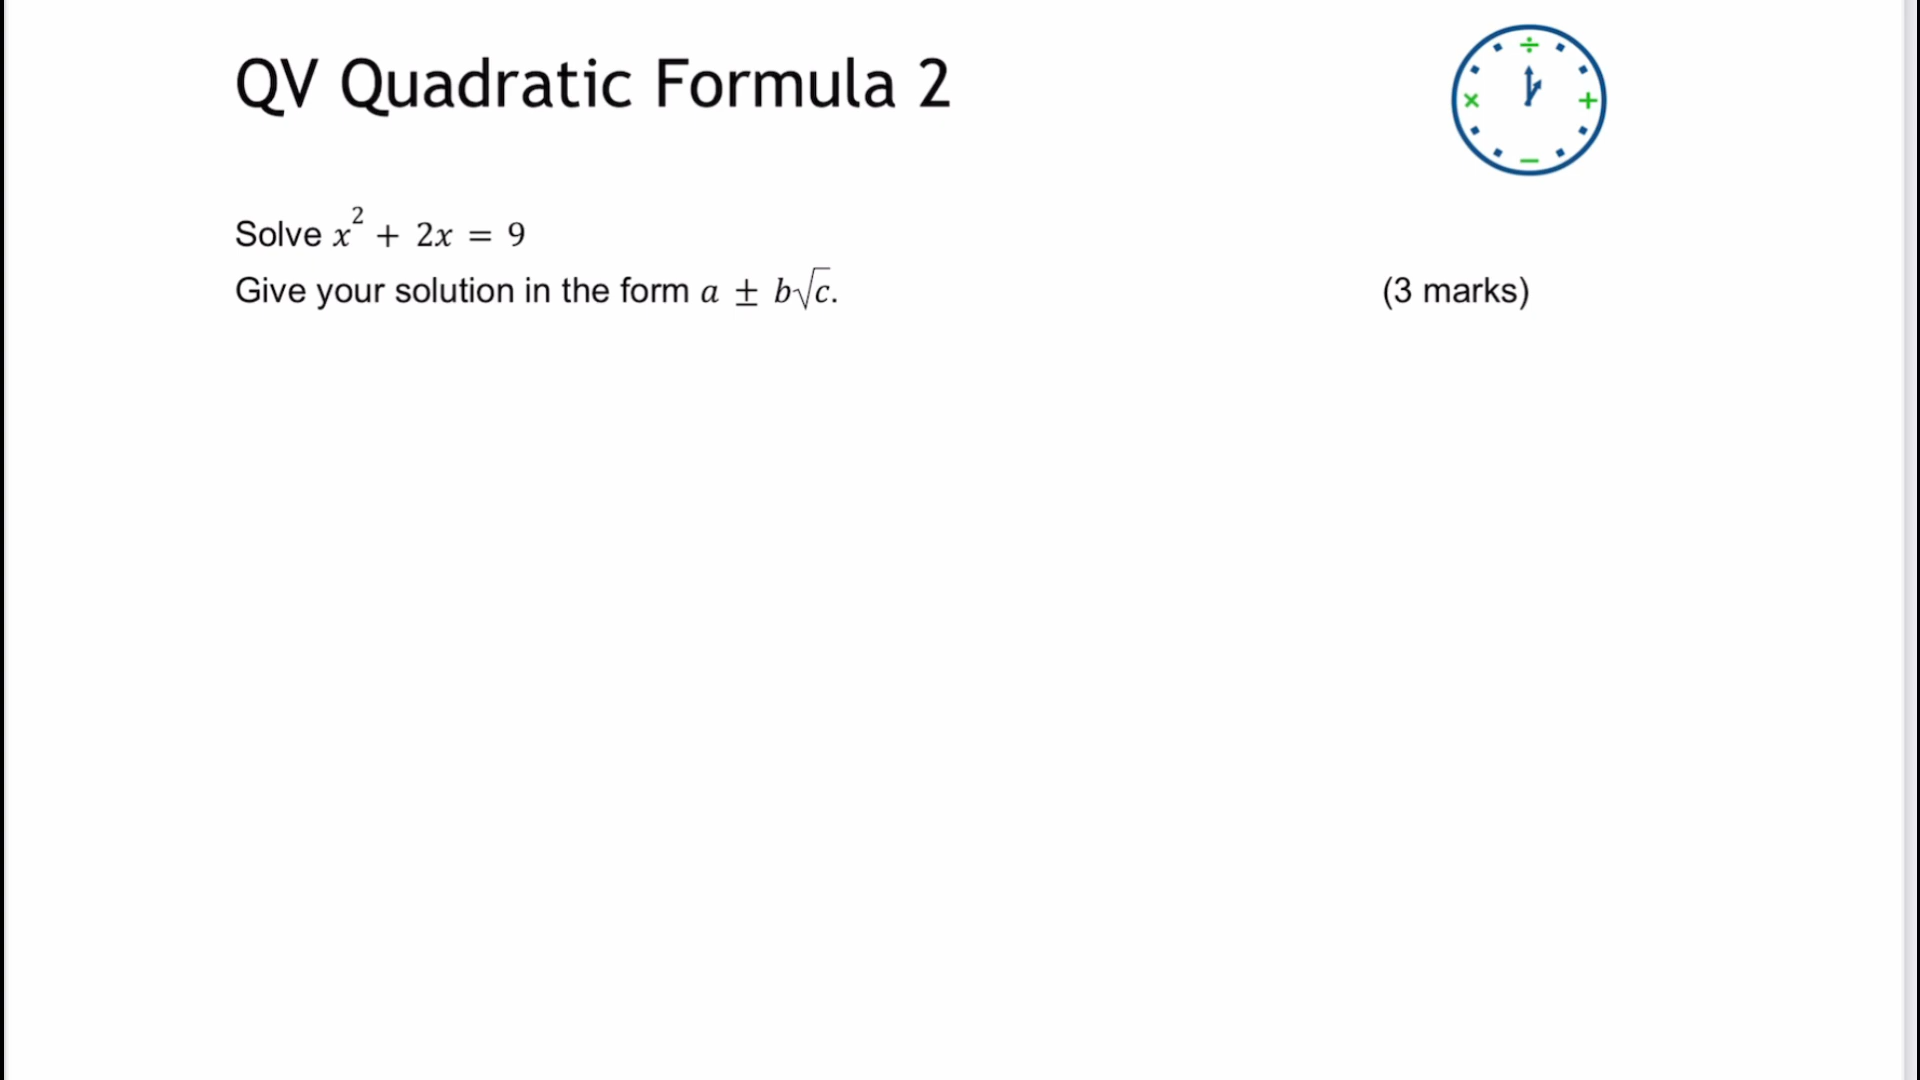 QV Quadratic Formula 2
÷
× +
−
Solve x² + 2x = 9
Give your solution in the form a ± b√c. (3 marks)